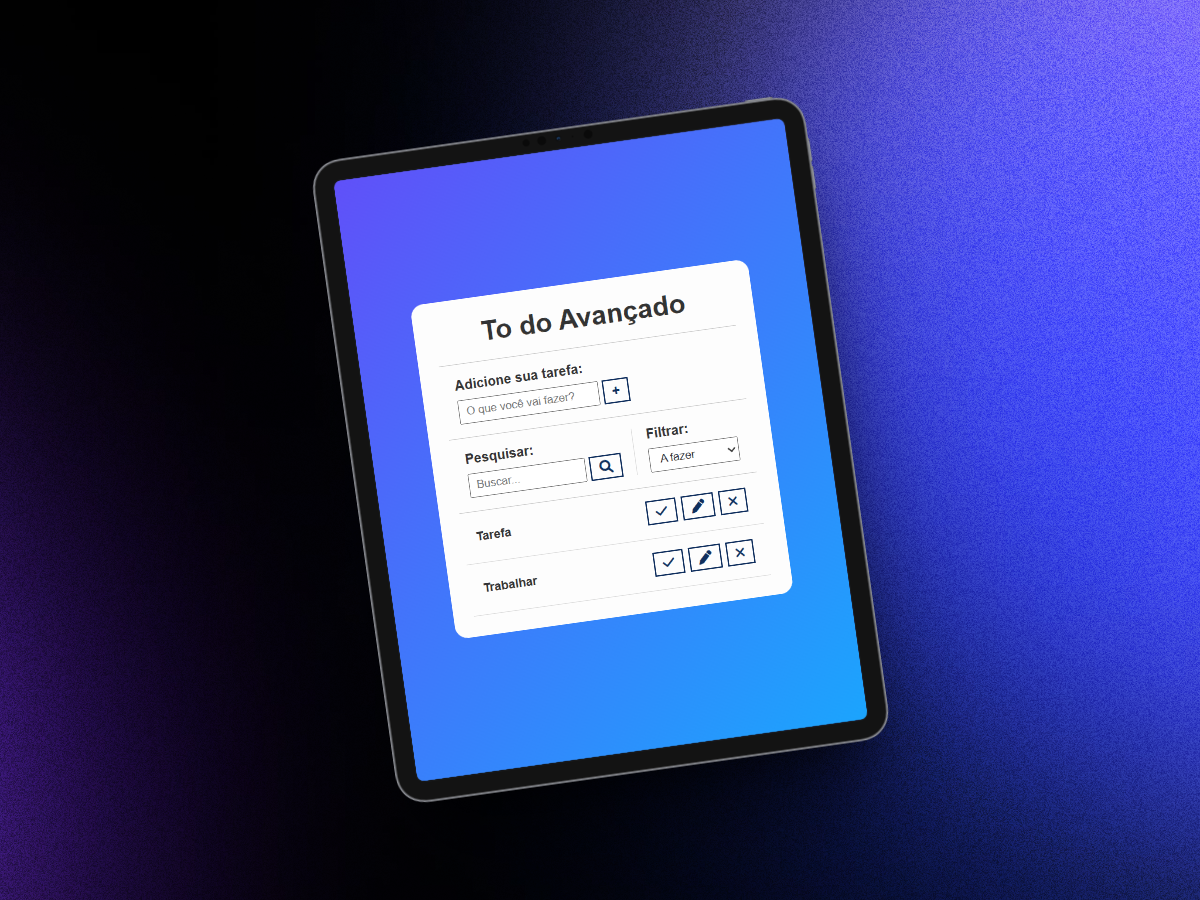 To do Avançado
Adicione sua tarefa:
O que você vai fazer?
+
Pesquisar:
Filtrar:
Buscar...
A fazer
Tarefa
Trabalhar